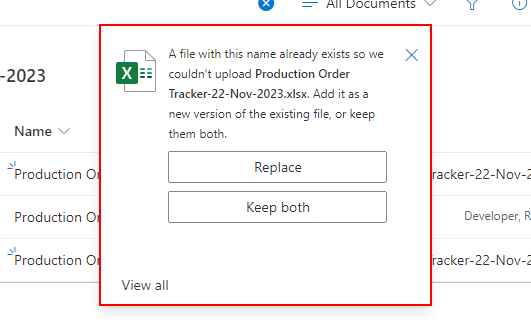 All Documents
-2023
A file with this name already exists so we
couldn't upload Production Order
Tracker-22-Nov-2023.xlsx. Add it as a
new version of the existing file, or keep
them both.
Name
Replace
Production Or
racker-22-Nov-2
Keep both
Production Or
Developer, R
Production Or
racker-22-Nov-2
View all